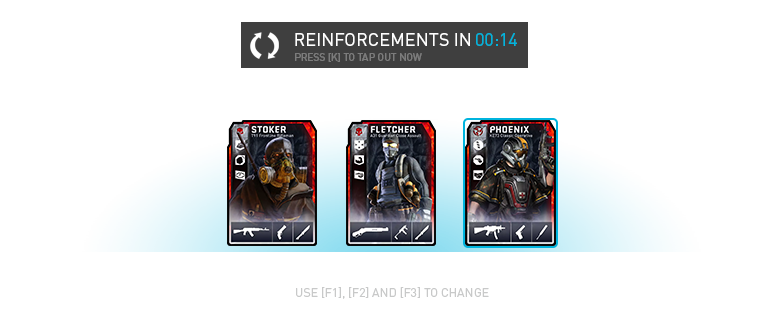 REINFORCEMENTS IN 00:14
PRESS [K] TO TAP OUT NOW
STOKER
FLETCHER
PHOENIX
USE [F1], [F2] AND [F3] TO CHANGE